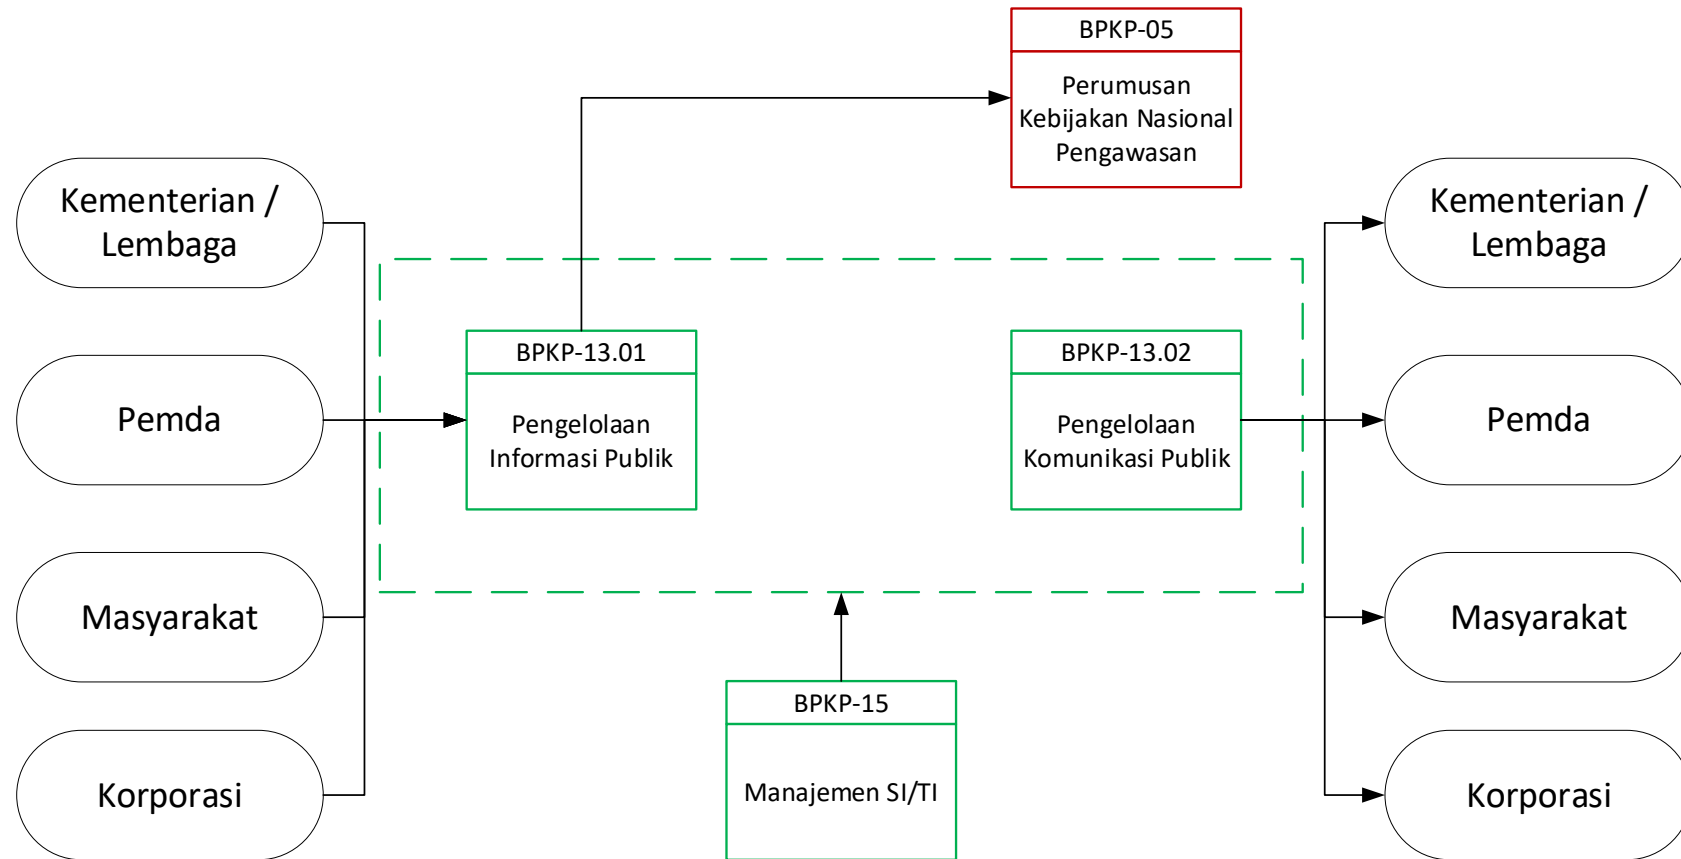 BPKP-05
Perumusan
Kebijakan Nasional
Pengawasan
Kementerian /
Lembaga
Pemda
Masyarakat
Korporasi
BPKP-13.01
Pengelolaan
Informasi Publik
BPKP-13.02
Pengelolaan
Komunikasi Publik
BPKP-15
Manajemen SI/TI
Kementerian /
Lembaga
Pemda
Masyarakat
Korporasi